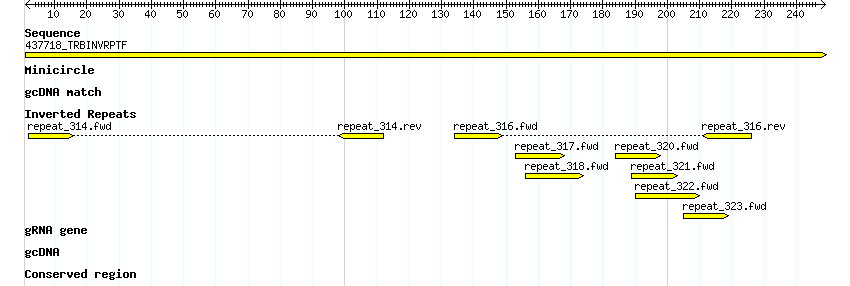 10 20 30 40 50 60 70 80 90 100 110 120 130 140 150 160 170 180 190 200 210 220 230 240
Sequence
437718_TRBINVRPTF
Minicircle
gcDNA match
Inverted Repeats
repeat_314.fwd repeat_314.rev repeat_316.fwd repeat_316.rev
repeat_317.fwd repeat_320.fwd
repeat_318.fwd repeat_321.fwd
repeat_322.fwd
repeat_323.fwd
gRNA gene
gcDNA
Conserved region